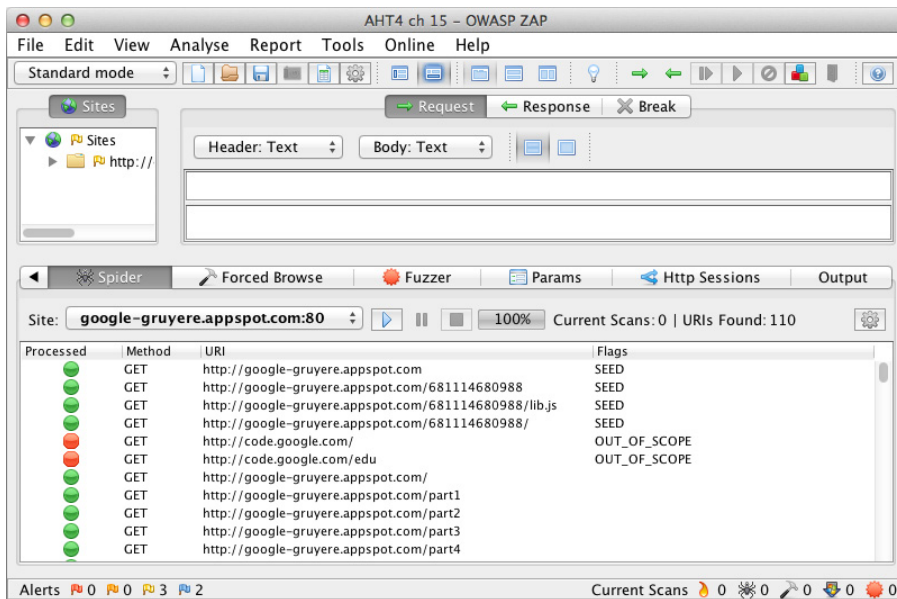 AHT4 ch 15 – OWASP ZAP
File Edit View Analyse Report Tools Online Help
Standard mode
Sites
Request Response Break
Sites
http://
Header: Text Body: Text
Spider Forced Browse Fuzzer Params Http Sessions Output
Site: google-gruyere.appspot.com:80 100% Current Scans: 0 | URIs Found: 110
Processed Method URI Flags
GET http://google-gruyere.appspot.com SEED
GET http://google-gruyere.appspot.com/681114680988 SEED
GET http://google-gruyere.appspot.com/681114680988/lib.js SEED
GET http://google-gruyere.appspot.com/681114680988/ SEED
GET http://code.google.com/ OUT_OF_SCOPE
GET http://code.google.com/edu OUT_OF_SCOPE
GET http://google-gruyere.appspot.com/
GET http://google-gruyere.appspot.com/part1
GET http://google-gruyere.appspot.com/part2
GET http://google-gruyere.appspot.com/part3
GET http://google-gruyere.appspot.com/part4
Alerts 0 0 3 2 Current Scans 0 0 0 0 0